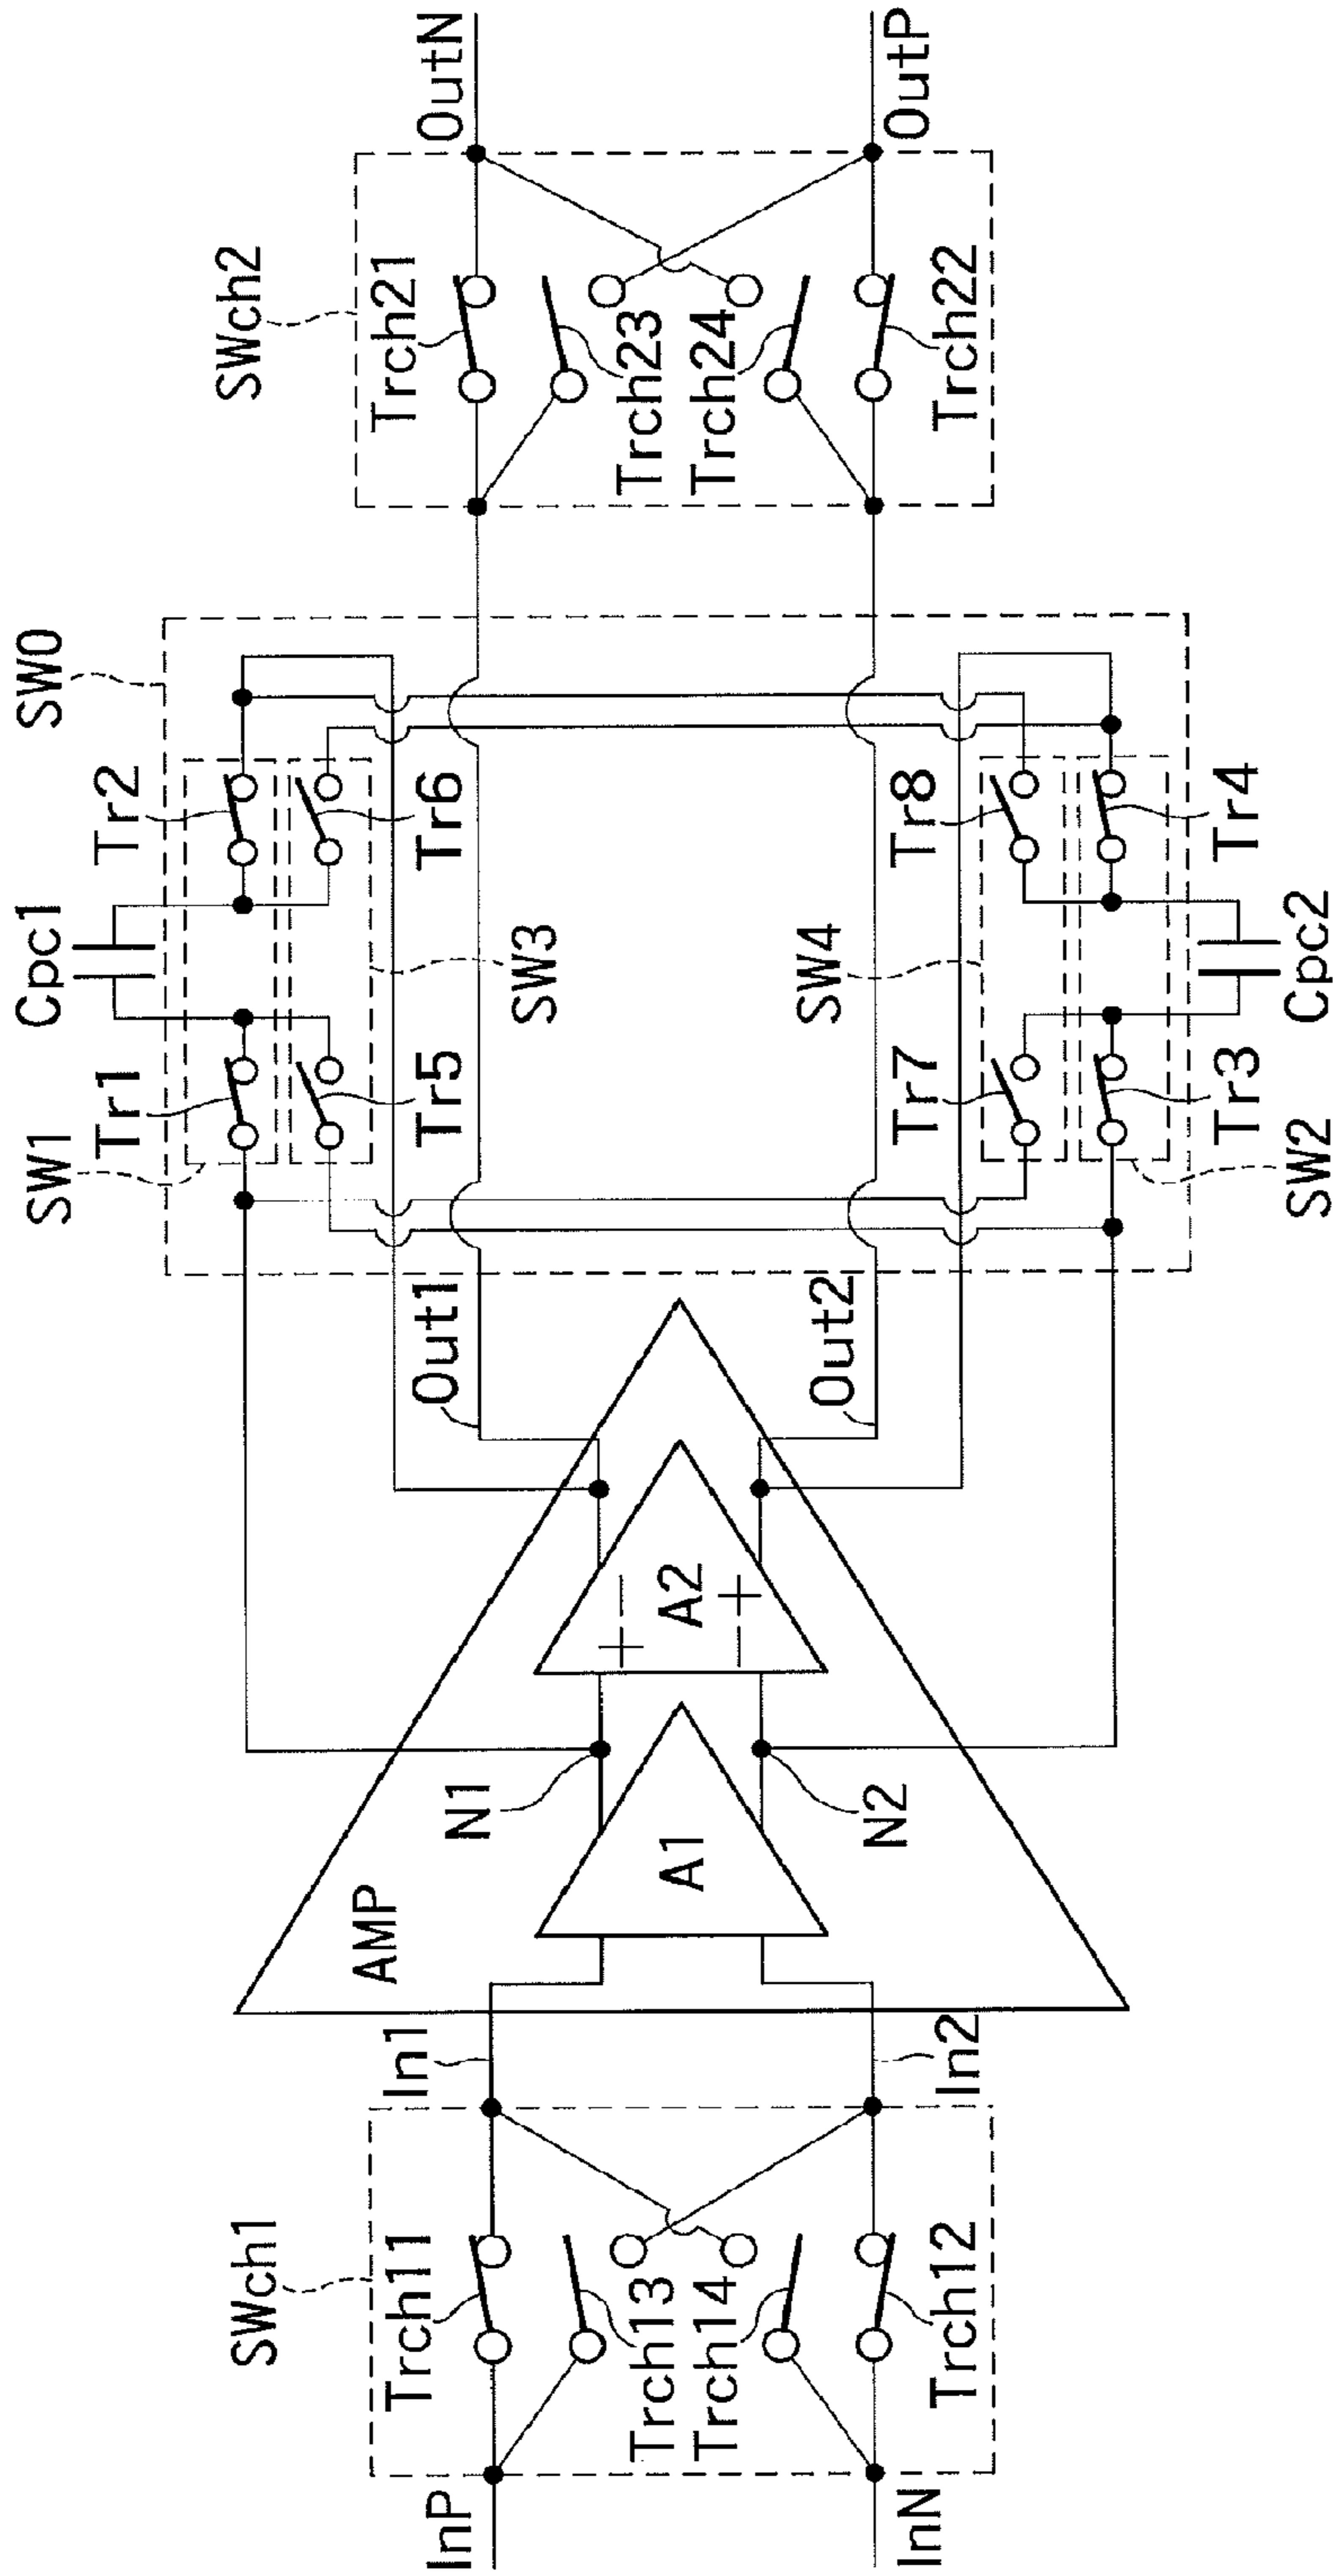 SWch1
Trch11
Trch13
Trch14
Trch12
InP
InN
In1
In2
AMP
A1
N1
N2
A2
+ -
- +
Out1
Out2
SW0
SW1
Tr1
Cpc1
Tr2
Tr5
SW3
Tr6
Tr7
SW4
Tr8
Tr3
SW2
Cpc2
Tr4
SWch2
Trch21
Trch23
Trch24
Trch22
OutN
OutP